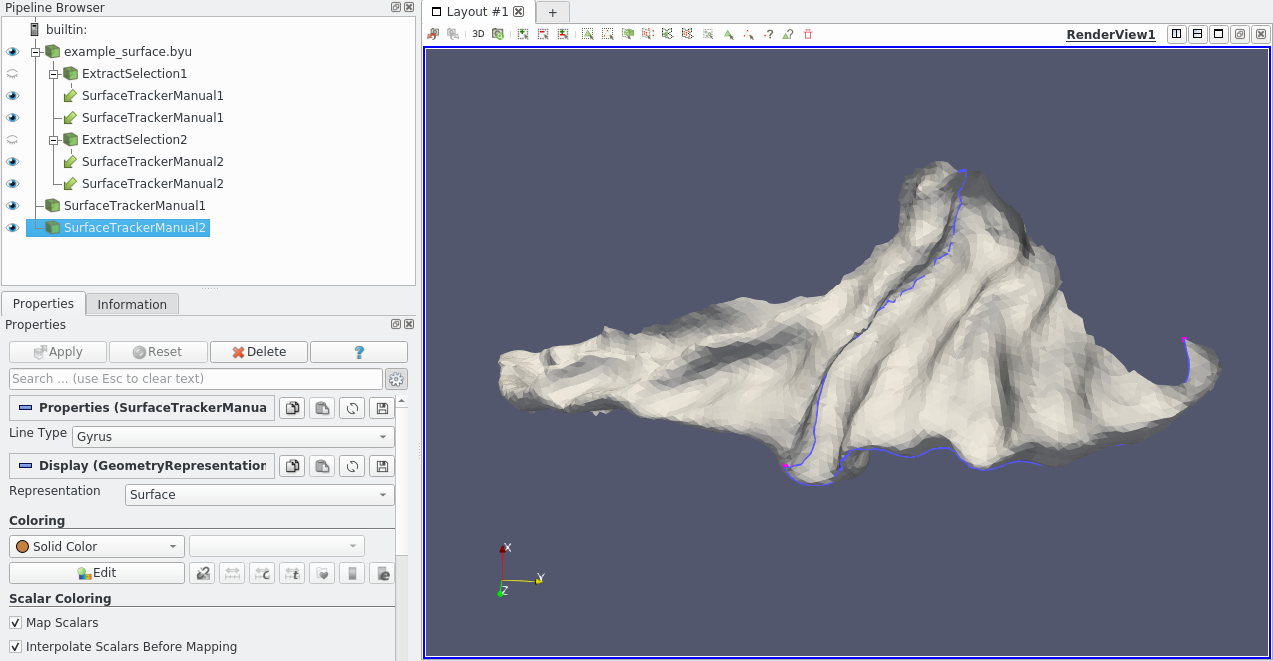 Pipeline Browser
builtin:
example_surface.byu
ExtractSelection1
SurfaceTrackerManual1
SurfaceTrackerManual1
ExtractSelection2
SurfaceTrackerManual2
SurfaceTrackerManual2
SurfaceTrackerManual1
SurfaceTrackerManual2
Properties Information
Properties
Apply Reset Delete ?
Search ... (use Esc to clear text)
Properties (SurfaceTrackerManua
Line Type Gyrus
Display (GeometryRepresentation
Representation Surface
Coloring
Solid Color
Edit
Scalar Coloring
Map Scalars
Interpolate Scalars Before Mapping
Layout #1 +
3D RenderView1
X
Y
Z